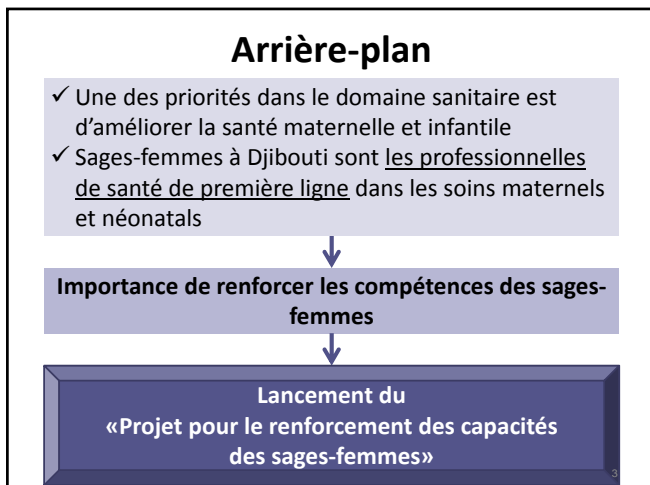 Arrière-plan
✓ Une des priorités dans le domaine sanitaire est
d’améliorer la santé maternelle et infantile
✓ Sages-femmes à Djibouti sont les professionnelles
de santé de première ligne dans les soins maternels
et néonatals
Importance de renforcer les compétences des sages-
femmes
Lancement du
«Projet pour le renforcement des capacités
des sages-femmes»
3